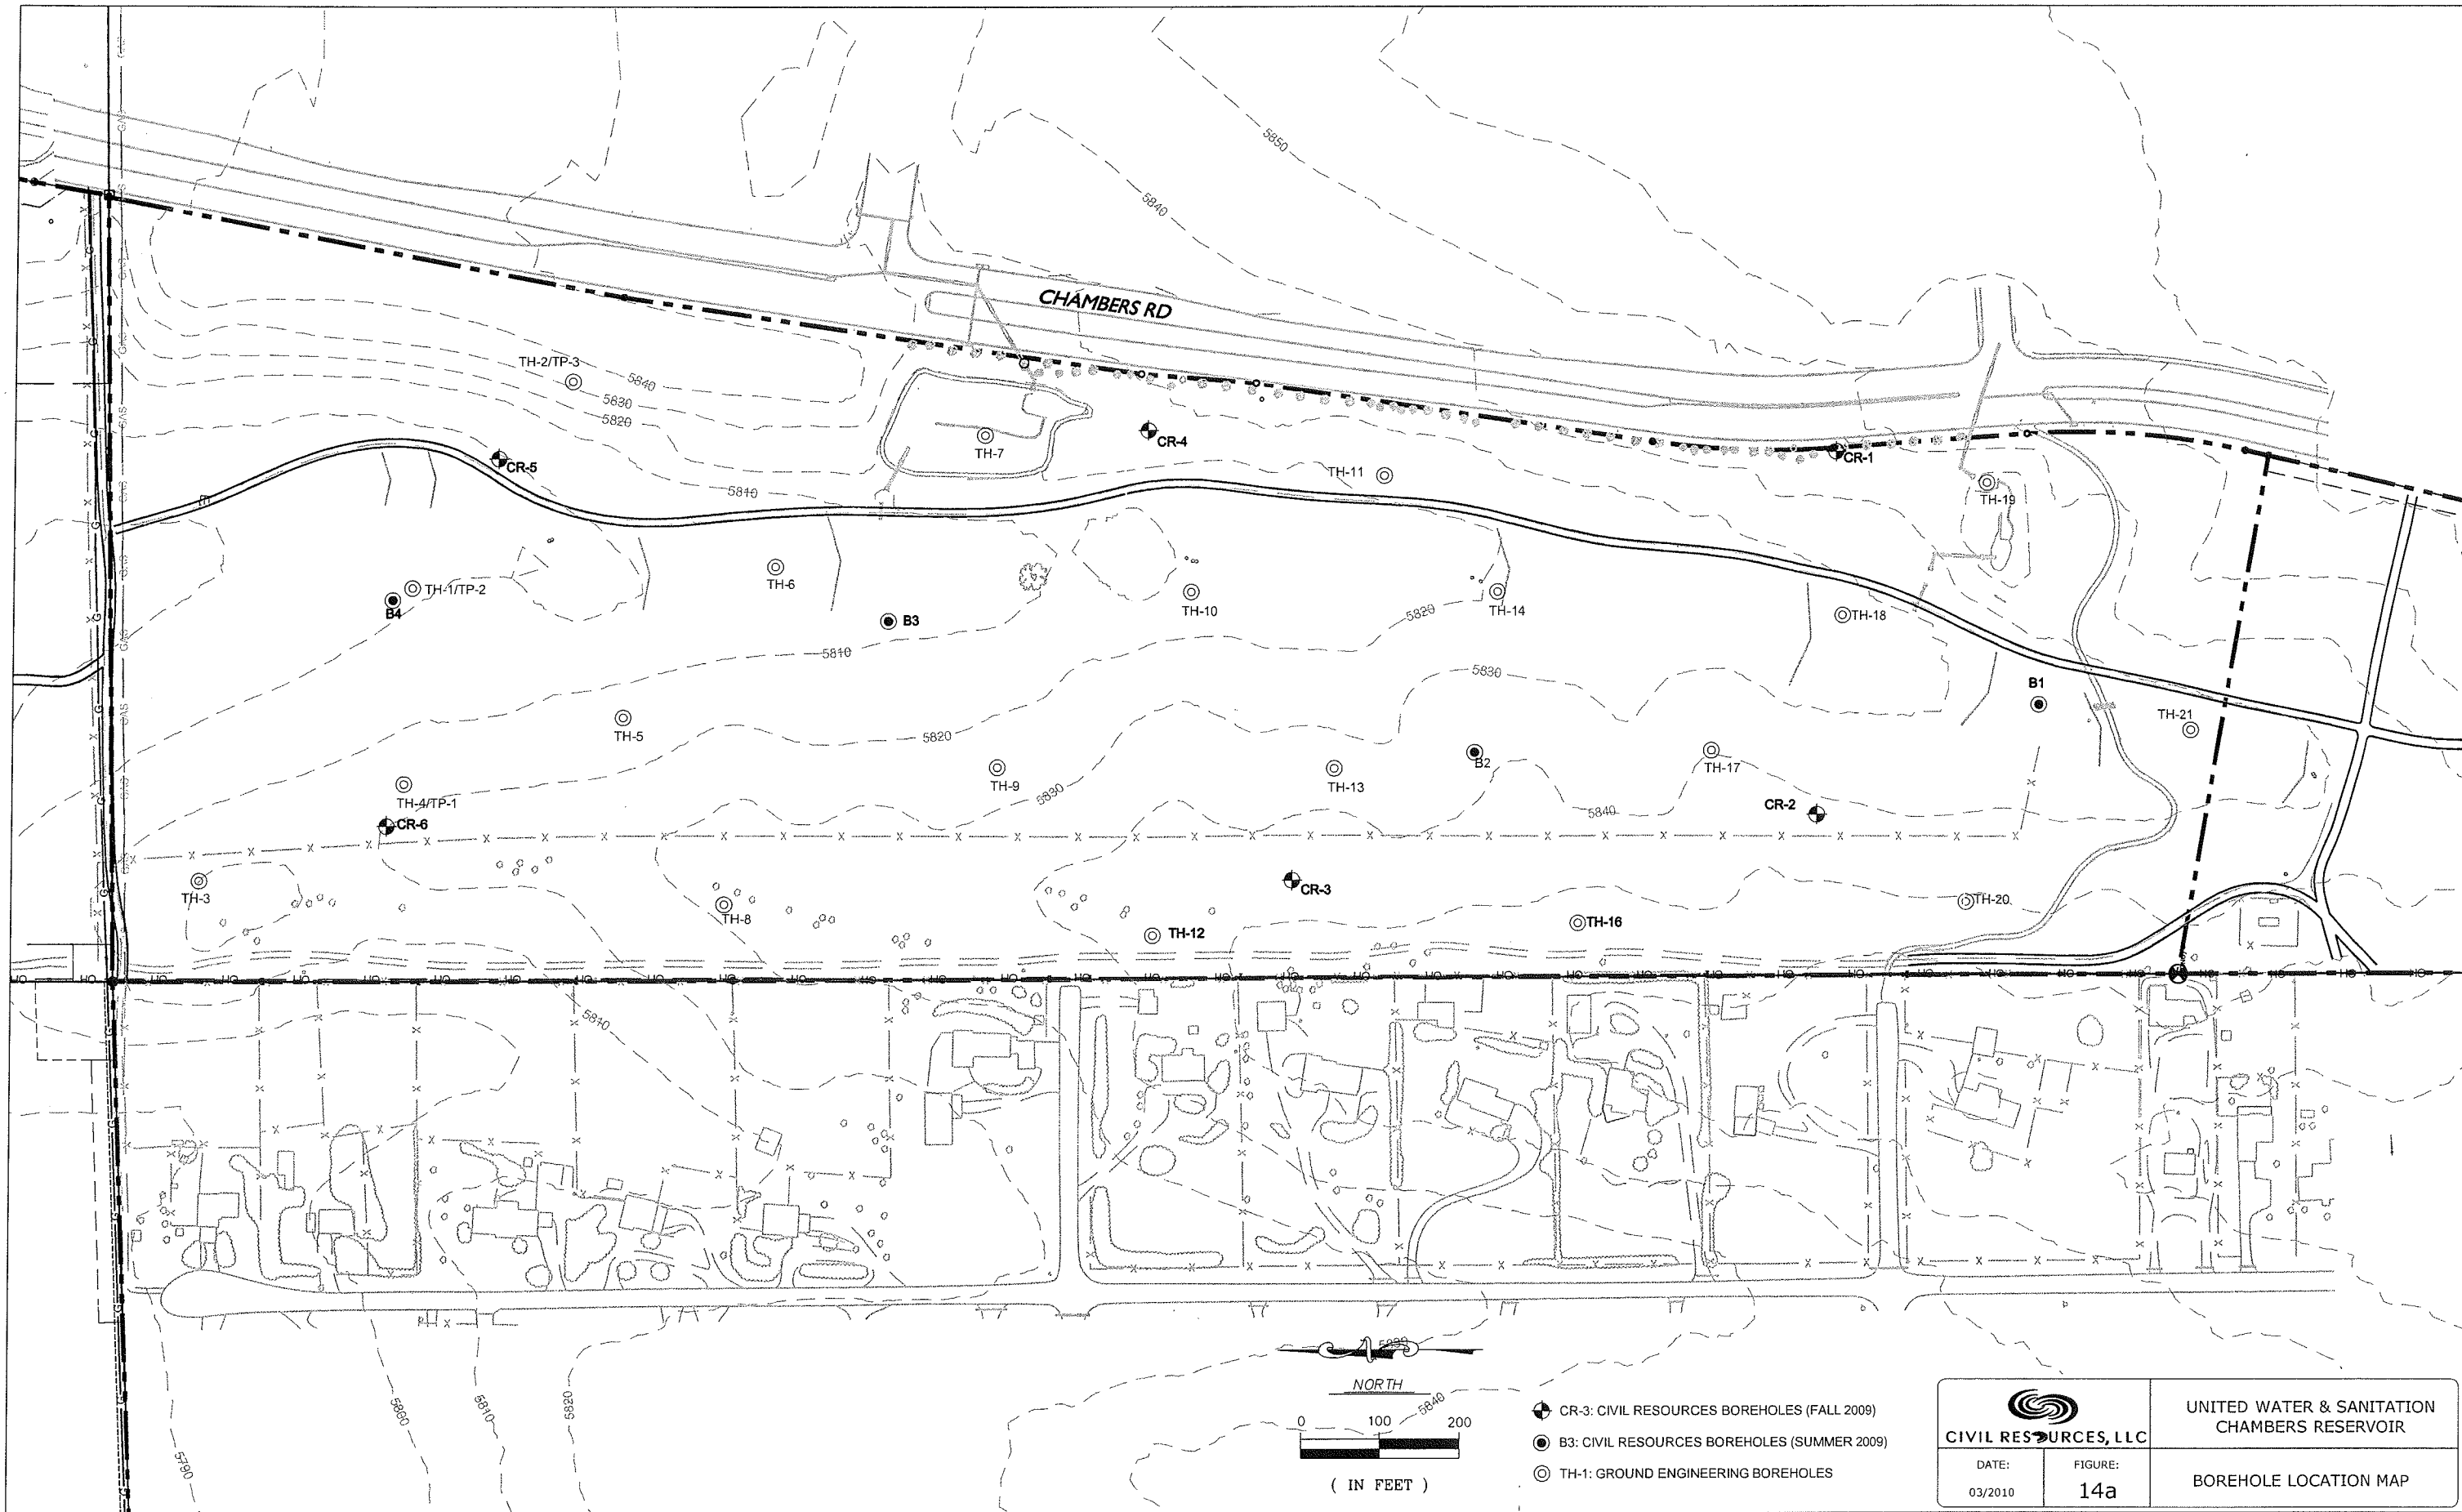 5850
5840
CHAMBERS RD
TH-2/TP-3
5840
5830
5820
CR-4
TH-7
CR-5
CR-1
TH-11
5810
TH-19
TH-6
TH-1/TP-2
B4
B3
TH-10
TH-14
5820
TH-18
5810
5830
B1
TH-5
5820
TH-21
B2
TH-17
TH-9
TH-13
5830
TH-4/TP-1
CR-6
5840
CR-2
TH-3
CR-3
TH-8
TH-20
TH-12
TH-16
5810
5790
5800
5810
5820
NORTH
5840
0 100 200
( IN FEET )
CR-3: CIVIL RESOURCES BOREHOLES (FALL 2009)
B3: CIVIL RESOURCES BOREHOLES (SUMMER 2009)
TH-1: GROUND ENGINEERING BOREHOLES
CIVIL RESOURCES, LLC
UNITED WATER & SANITATION
CHAMBERS RESERVOIR
DATE:
03/2010
FIGURE:
14a
BOREHOLE LOCATION MAP